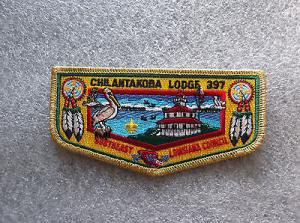 CHILANTAKOBA LODGE 397
SOUTHEAST LOUISIANA COUNCIL